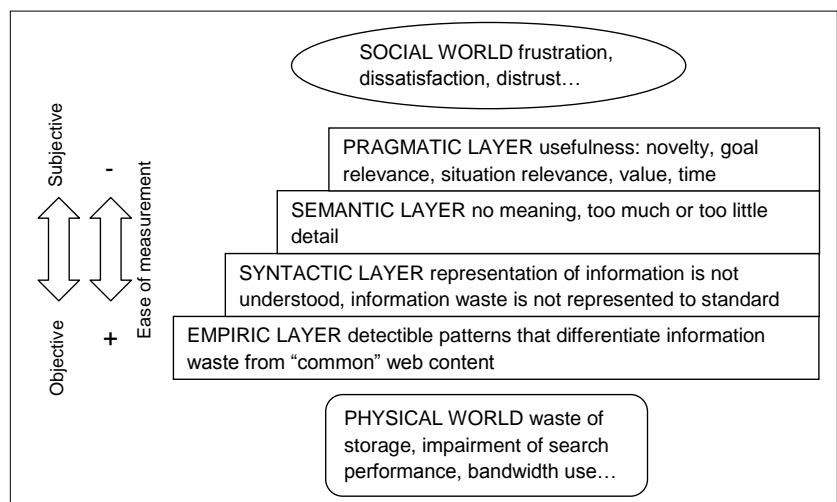 SOCIAL WORLD frustration,
dissatisfaction, distrust…
PRAGMATIC LAYER usefulness: novelty, goal
relevance, situation relevance, value, time
SEMANTIC LAYER no meaning, too much or too little
detail
SYNTACTIC LAYER representation of information is not
understood, information waste is not represented to standard
EMPIRIC LAYER detectible patterns that differentiate information
waste from “common” web content
PHYSICAL WORLD waste of
storage, impairment of search
performance, bandwidth use…
Subjective
Objective
-
+
Ease of measurement